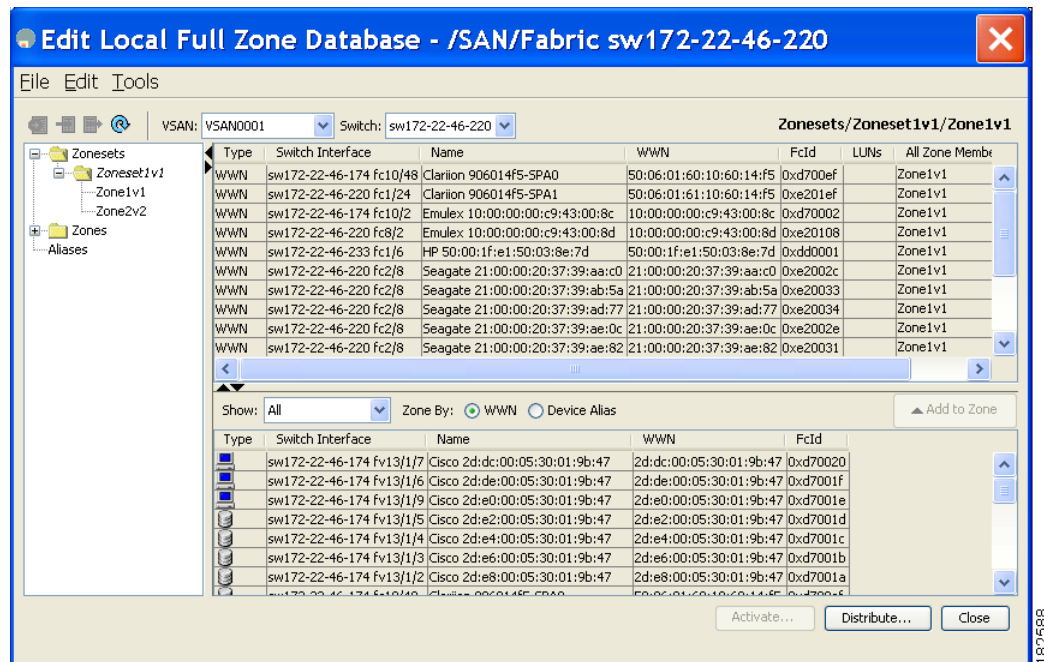 Edit Local Full Zone Database - /SAN/Fabric sw172-22-46-220
File Edit Tools
VSAN: VSAN0001 Switch: sw172-22-46-220 Zonesets/Zoneset1v1/Zone1v1
Zonesets
Zoneset1v1
Zone1v1
Zone2v2
Zones
Aliases
Type Switch Interface Name WWN FcId LUNs All Zone Membe
WWN sw172-22-46-174 fc10/48 Clariion 906014f5-SPA0 50:06:01:60:10:60:14:f5 0xd700ef Zone1v1
WWN sw172-22-46-220 fc1/24 Clariion 906014f5-SPA1 50:06:01:61:10:60:14:f5 0xe201ef Zone1v1
WWN sw172-22-46-174 fc10/2 Emulex 10:00:00:00:c9:43:00:8c 10:00:00:00:c9:43:00:8c 0xd70002 Zone1v1
WWN sw172-22-46-220 fc8/2 Emulex 10:00:00:00:c9:43:00:8d 10:00:00:00:c9:43:00:8d 0xe20108 Zone1v1
WWN sw172-22-46-233 fc1/6 HP 50:00:1f:e1:50:03:8e:7d 50:00:1f:e1:50:03:8e:7d 0xdd0001 Zone1v1
WWN sw172-22-46-220 fc2/8 Seagate 21:00:00:20:37:39:aa:c0 21:00:00:20:37:39:aa:c0 0xe2002c Zone1v1
WWN sw172-22-46-220 fc2/8 Seagate 21:00:00:20:37:39:ab:5a 21:00:00:20:37:39:ab:5a 0xe20033 Zone1v1
WWN sw172-22-46-220 fc2/8 Seagate 21:00:00:20:37:39:ad:77 21:00:00:20:37:39:ad:77 0xe20034 Zone1v1
WWN sw172-22-46-220 fc2/8 Seagate 21:00:00:20:37:39:ae:0c 21:00:00:20:37:39:ae:0c 0xe2002e Zone1v1
WWN sw172-22-46-220 fc2/8 Seagate 21:00:00:20:37:39:ae:82 21:00:00:20:37:39:ae:82 0xe20031 Zone1v1
Show: All Zone By: WWN Device Alias Add to Zone
Type Switch Interface Name WWN FcId
sw172-22-46-174 fv13/1/7 Cisco 2d:dc:00:05:30:01:9b:47 2d:dc:00:05:30:01:9b:47 0xd70020
sw172-22-46-174 fv13/1/6 Cisco 2d:de:00:05:30:01:9b:47 2d:de:00:05:30:01:9b:47 0xd7001f
sw172-22-46-174 fv13/1/9 Cisco 2d:e0:00:05:30:01:9b:47 2d:e0:00:05:30:01:9b:47 0xd7001e
sw172-22-46-174 fv13/1/5 Cisco 2d:e2:00:05:30:01:9b:47 2d:e2:00:05:30:01:9b:47 0xd7001d
sw172-22-46-174 fv13/1/4 Cisco 2d:e4:00:05:30:01:9b:47 2d:e4:00:05:30:01:9b:47 0xd7001c
sw172-22-46-174 fv13/1/3 Cisco 2d:e6:00:05:30:01:9b:47 2d:e6:00:05:30:01:9b:47 0xd7001b
sw172-22-46-174 fv13/1/2 Cisco 2d:e8:00:05:30:01:9b:47 2d:e8:00:05:30:01:9b:47 0xd7001a
Activate... Distribute... Close
182588